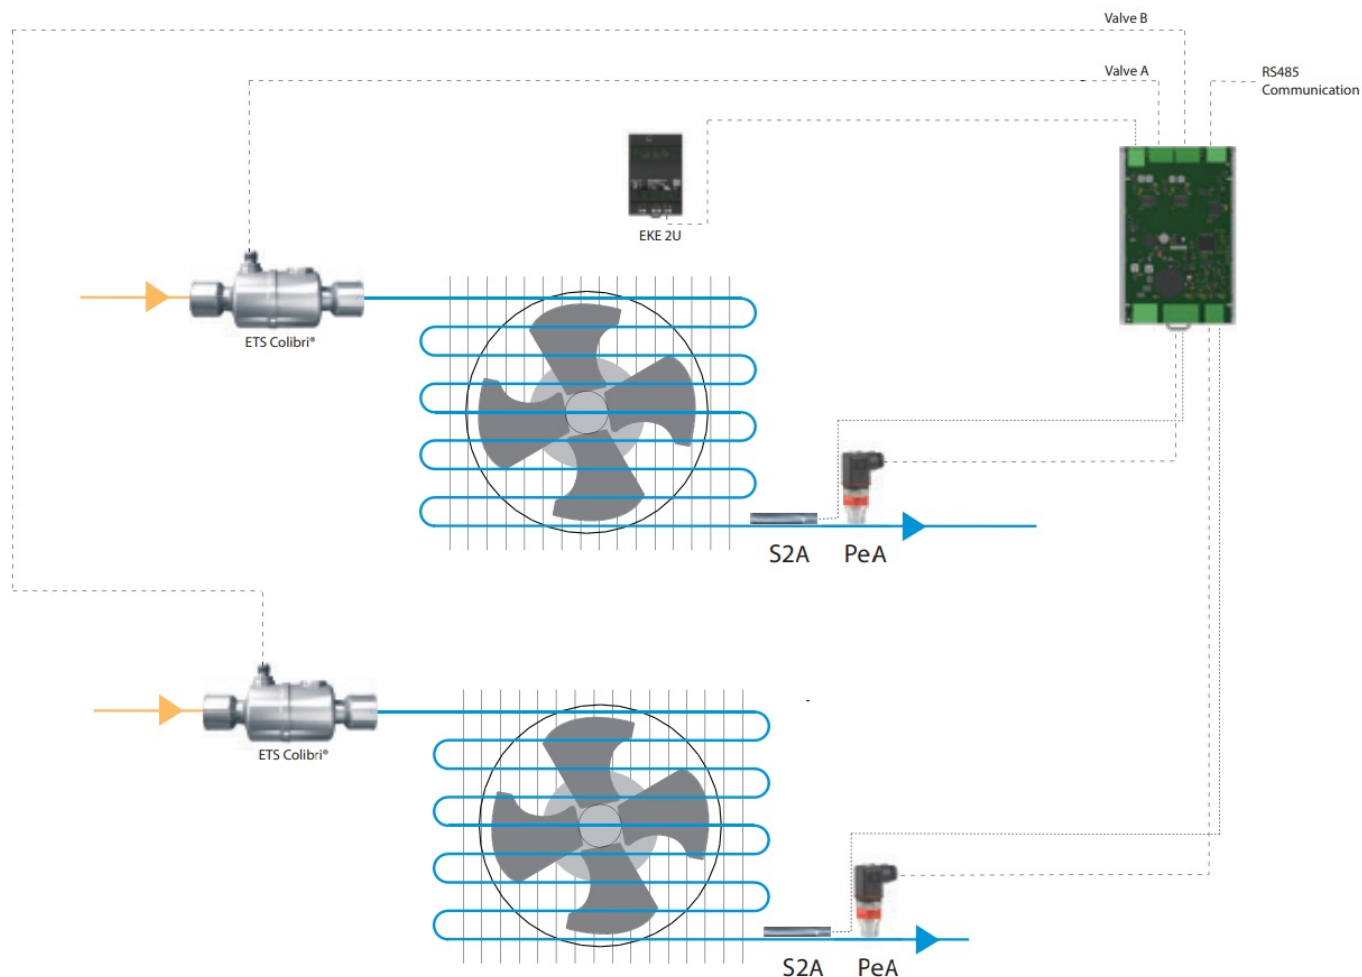 Valve B
Valve A
RS485
Communication
EKE 2U
ETS Colibri®
S2A
PeA
ETS Colibri®
S2A
PeA